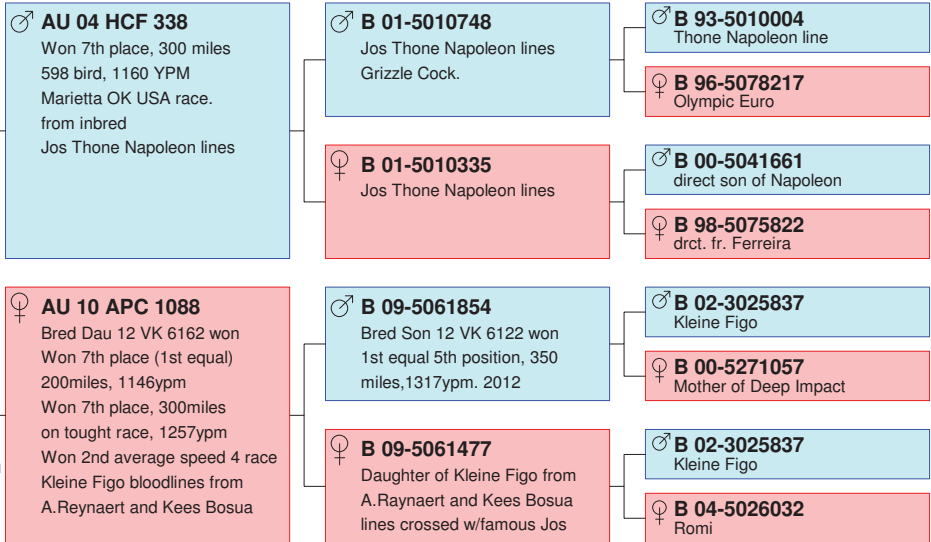 AU 04 HCF 338
Won 7th place, 300 miles
598 bird, 1160 YPM
Marietta OK USA race.
from inbred
Jos Thone Napoleon lines
B 01-5010748
Jos Thone Napoleon lines
Grizzle Cock.
B 93-5010004
Thone Napoleon line
B 96-5078217
Olympic Euro
B 01-5010335
Jos Thone Napoleon lines
B 00-5041661
direct son of Napoleon
B 98-5075822
drct. fr. Ferreira
AU 10 APC 1088
Bred Dau 12 VK 6162 won
Won 7th place (1st equal)
200miles, 1146ypm
Won 7th place, 300miles
on tought race, 1257ypm
Won 2nd average speed 4 race
Kleine Figo bloodlines from
A.Reynaert and Kees Bosua
B 09-5061854
Bred Son 12 VK 6122 won
1st equal 5th position, 350
miles,1317ypm. 2012
B 02-3025837
Kleine Figo
B 00-5271057
Mother of Deep Impact
B 09-5061477
Daughter of Kleine Figo from
A.Raynaert and Kees Bosua
lines crossed w/famous Jos
B 02-3025837
Kleine Figo
B 04-5026032
Romi